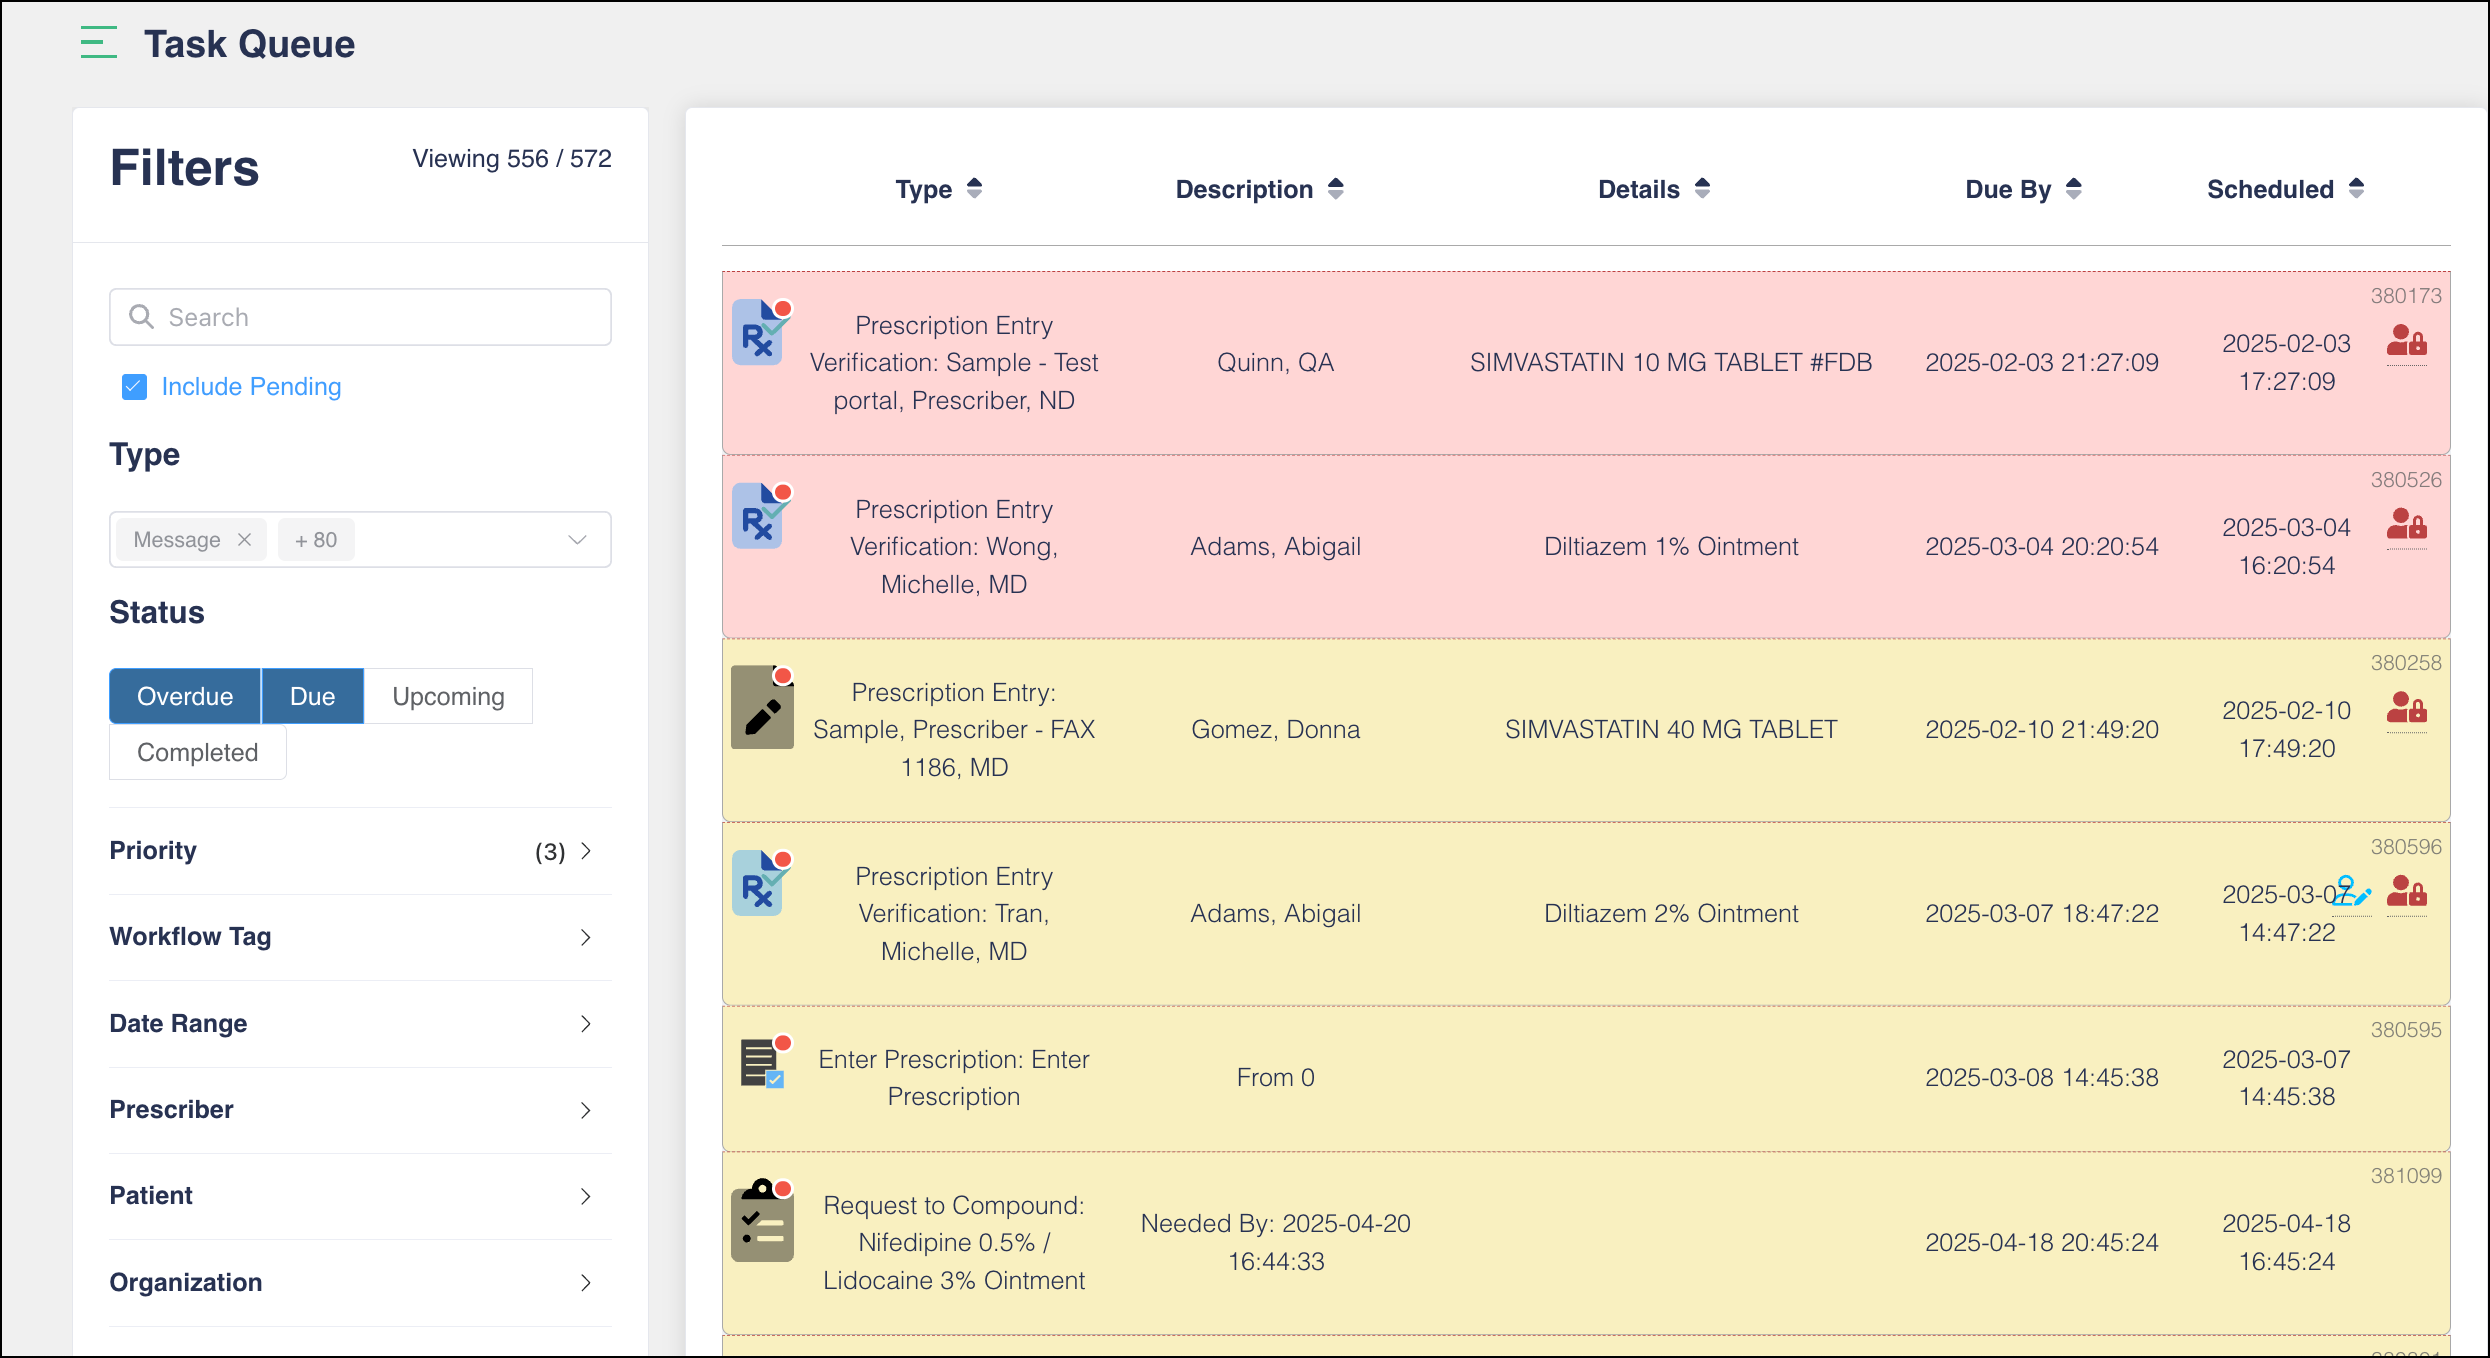 Task Queue
Filters
Viewing 556 / 572
Search
Include Pending
Type
Message
+ 80
Status
Overdue
Due
Upcoming
Completed
Priority
(3)
Workflow Tag
Date Range
Prescriber
Patient
Organization
Type
Description
Details
Due By
Scheduled
380173
Prescription Entry
Verification: Sample - Test
portal, Prescriber, ND
Quinn, QA
SIMVASTATIN 10 MG TABLET #FDB
2025-02-03 21:27:09
2025-02-03
17:27:09
380526
Prescription Entry
Verification: Wong,
Michelle, MD
Adams, Abigail
Diltiazem 1% Ointment
2025-03-04 20:20:54
2025-03-04
16:20:54
380258
Prescription Entry:
Sample, Prescriber - FAX
1186, MD
Gomez, Donna
SIMVASTATIN 40 MG TABLET
2025-02-10 21:49:20
2025-02-10
17:49:20
380596
Prescription Entry
Verification: Tran,
Michelle, MD
Adams, Abigail
Diltiazem 2% Ointment
2025-03-07 18:47:22
2025-03-07
14:47:22
380595
Enter Prescription: Enter
Prescription
From 0
2025-03-08 14:45:38
2025-03-07
14:45:38
381099
Request to Compound:
Nifedipine 0.5% /
Lidocaine 3% Ointment
Needed By: 2025-04-20
16:44:33
2025-04-18 20:45:24
2025-04-18
16:45:24